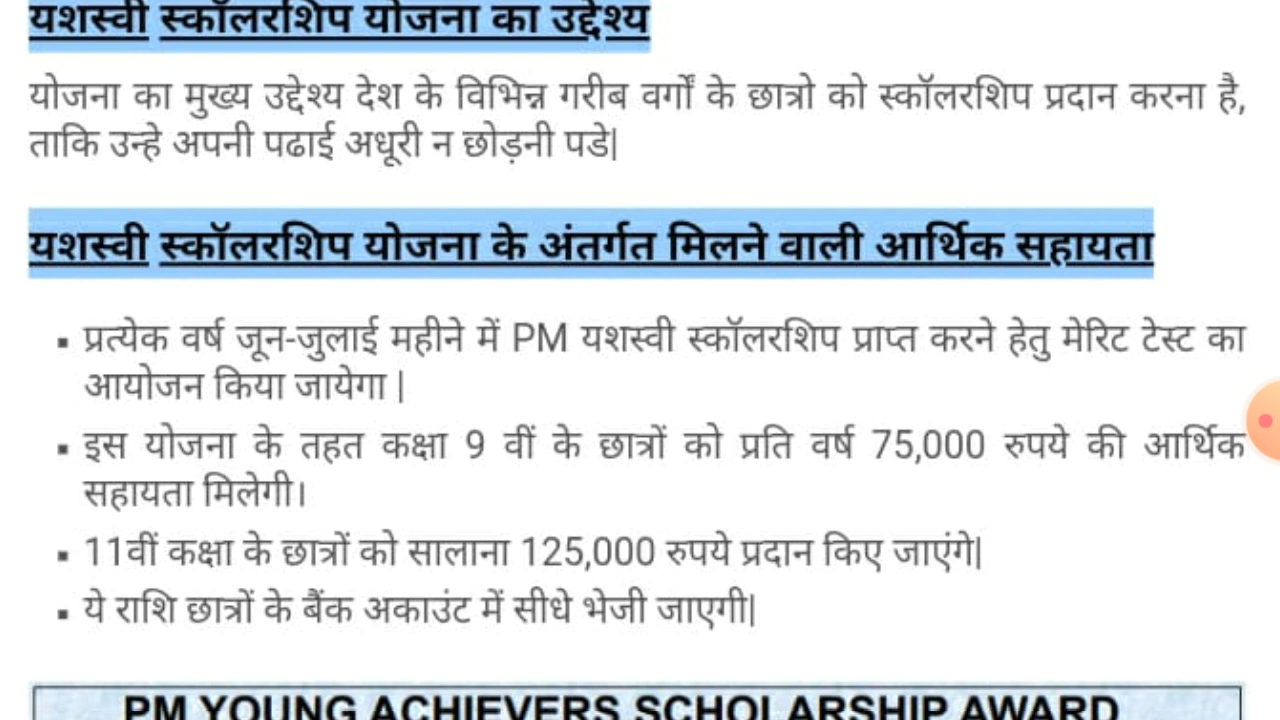 यशस्वी स्कॉलरशिप योजना का उद्देश्य
योजना का मुख्य उद्देश्य देश के विभिन्न गरीब वर्गों के छात्रो को स्कॉलरशिप प्रदान करना है,
ताकि उन्हे अपनी पढाई अधूरी न छोड़नी पडे|
यशस्वी स्कॉलरशिप योजना के अंतर्गत मिलने वाली आर्थिक सहायता
▪ प्रत्येक वर्ष जून-जुलाई महीने में PM यशस्वी स्कॉलरशिप प्राप्त करने हेतु मेरिट टेस्ट का
आयोजन किया जायेगा |
▪ इस योजना के तहत कक्षा 9 वीं के छात्रों को प्रति वर्ष 75,000 रुपये की आर्थिक
सहायता मिलेगी।
▪ 11वीं कक्षा के छात्रों को सालाना 125,000 रुपये प्रदान किए जाएंगे|
▪ ये राशि छात्रों के बैंक अकाउंट में सीधे भेजी जाएगी|
PM YOUNG ACHIEVERS SCHOLARSHIP AWARD